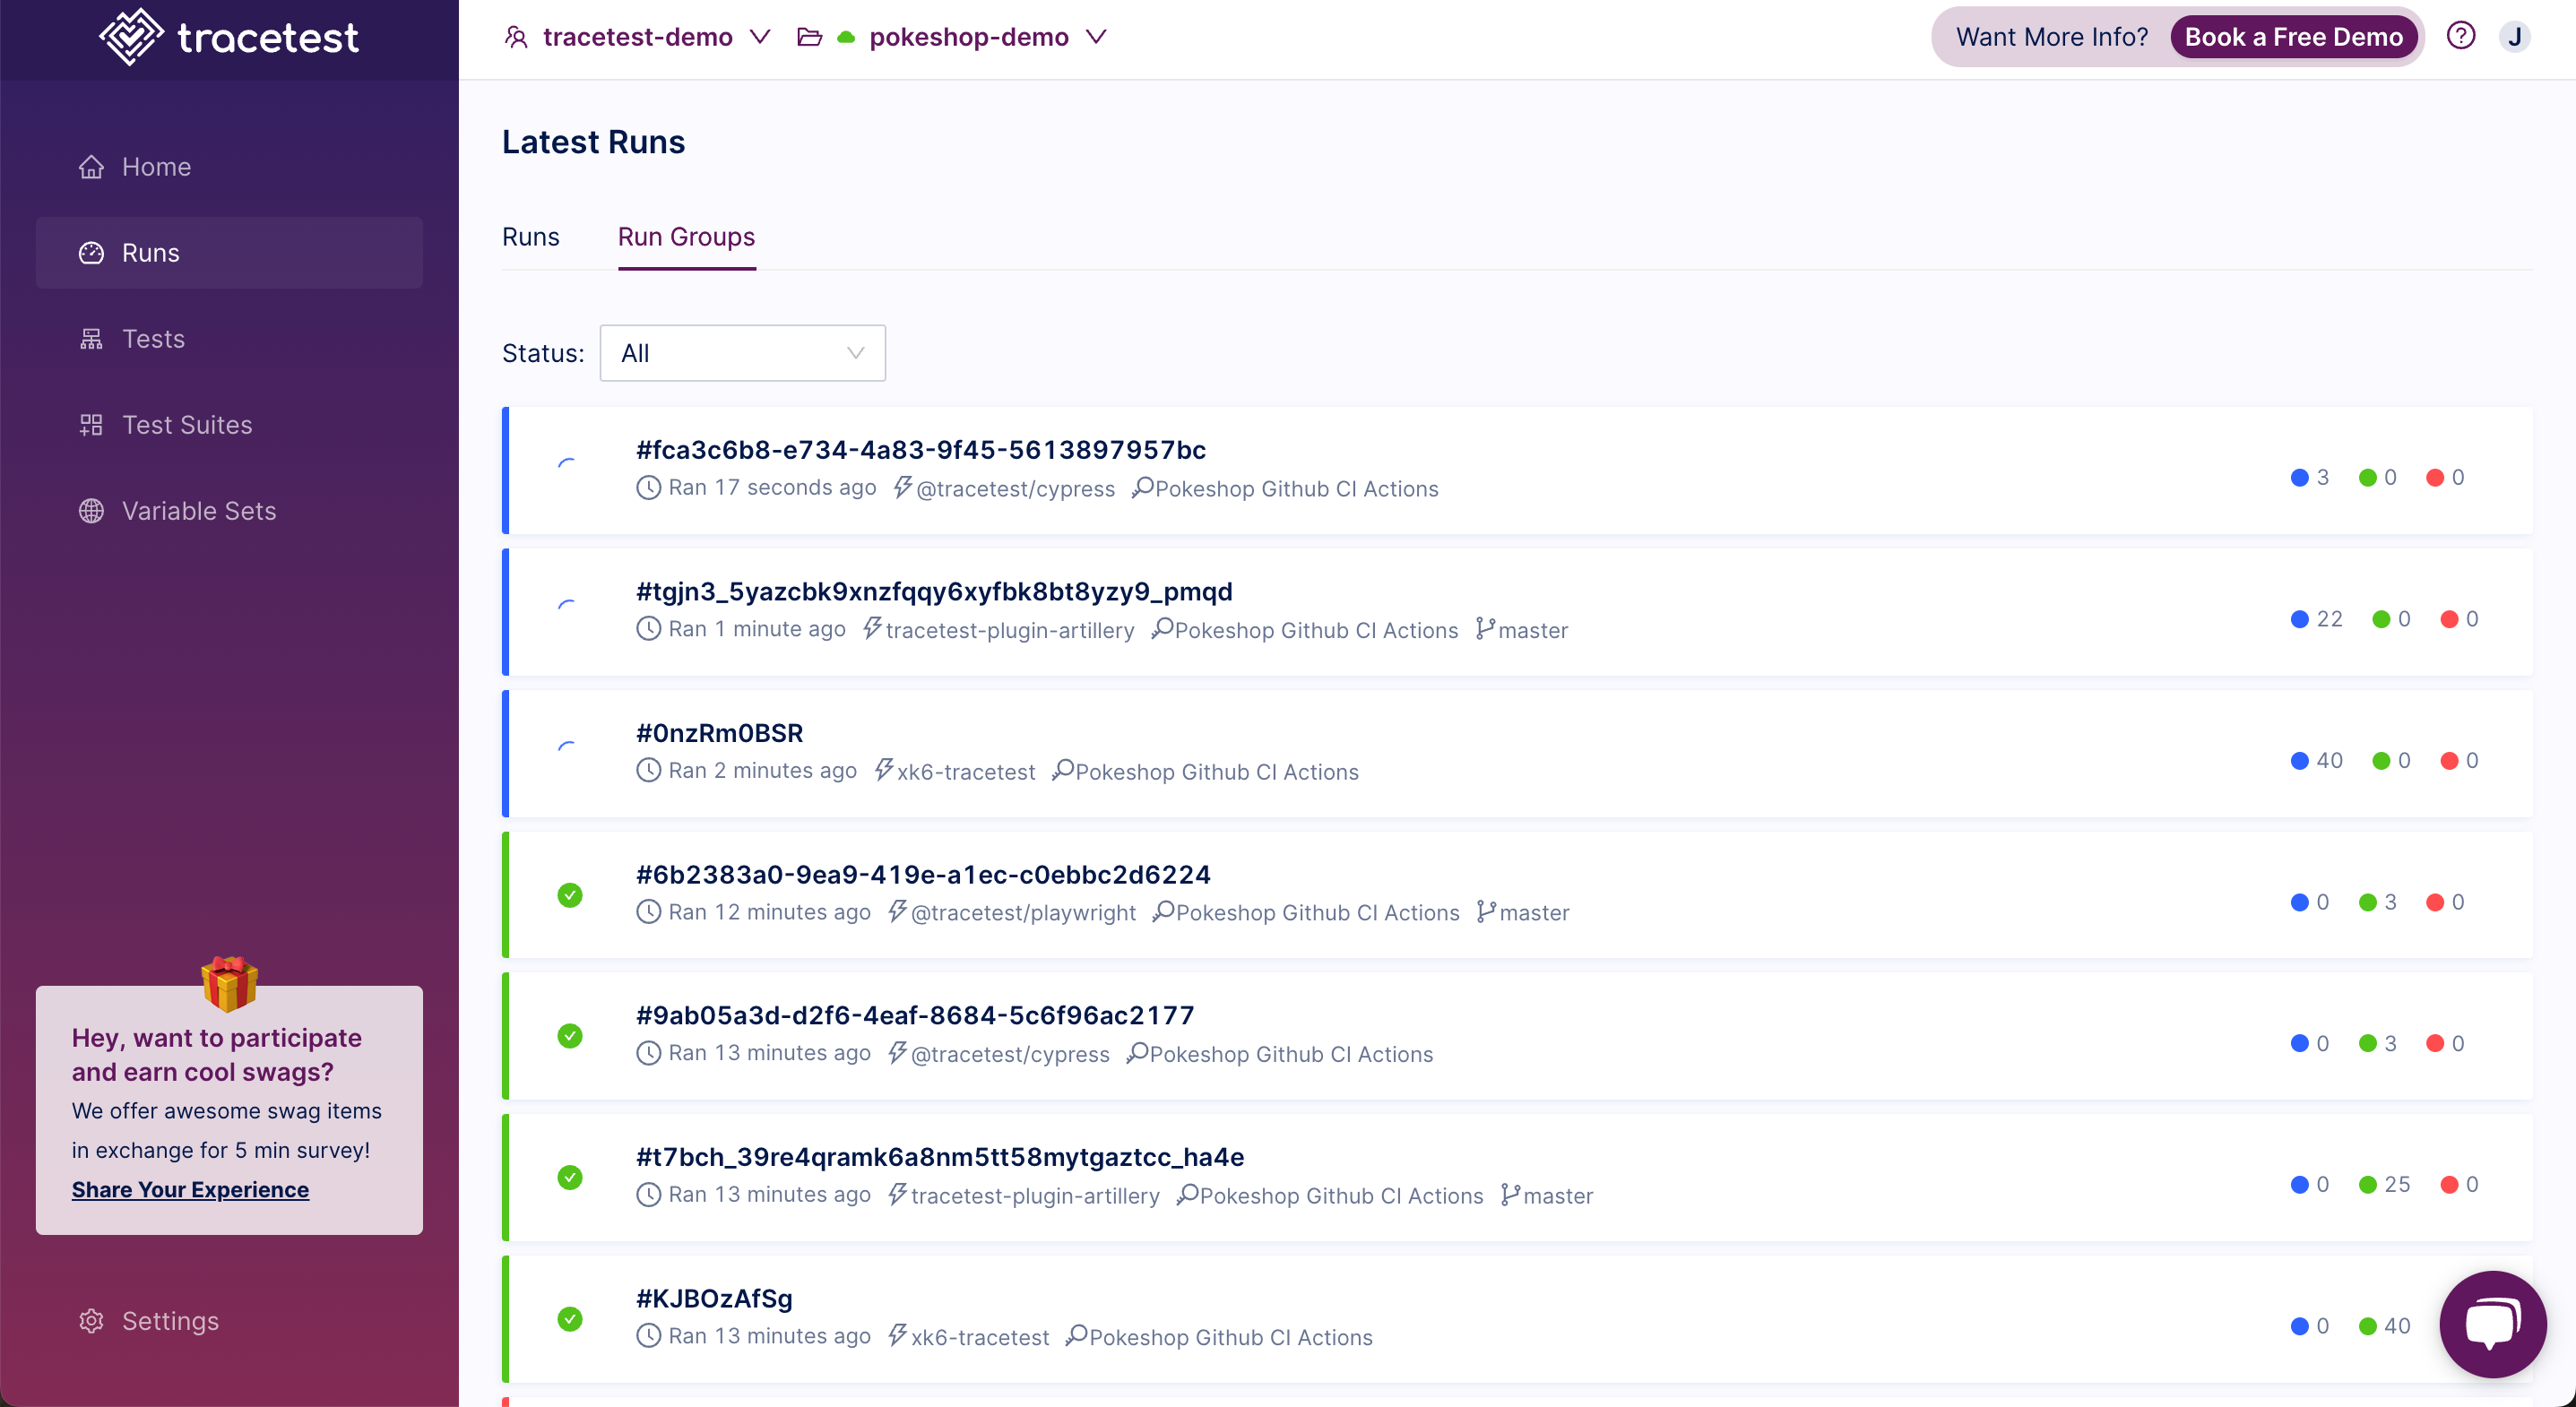 tracetest
tracetest-demo
pokeshop-demo
Want More Info?
Book a Free Demo
J
Home
Runs
Tests
Test Suites
Variable Sets
Hey, want to participate
and earn cool swags?
We offer awesome swag items
in exchange for 5 min survey!
Share Your Experience
Settings
Latest Runs
Runs Run Groups
Status: All
#fca3c6b8-e734-4a83-9f45-5613897957bc
Ran 17 seconds ago @tracetest/cypress Pokeshop Github CI Actions
3 0 0
#tgjn3_5yazcbk9xnzfqqy6xyfbk8bt8yzy9_pmqd
Ran 1 minute ago tracetest-plugin-artillery Pokeshop Github CI Actions master
22 0 0
#0nzRm0BSR
Ran 2 minutes ago xk6-tracetest Pokeshop Github CI Actions
40 0 0
#6b2383a0-9ea9-419e-a1ec-c0ebbc2d6224
Ran 12 minutes ago @tracetest/playwright Pokeshop Github CI Actions master
0 3 0
#9ab05a3d-d2f6-4eaf-8684-5c6f96ac2177
Ran 13 minutes ago @tracetest/cypress Pokeshop Github CI Actions
0 3 0
#t7bch_39re4qramk6a8nm5tt58mytgaztcc_ha4e
Ran 13 minutes ago tracetest-plugin-artillery Pokeshop Github CI Actions master
0 25 0
#KJBOzAfSg
Ran 13 minutes ago xk6-tracetest Pokeshop Github CI Actions
0 40